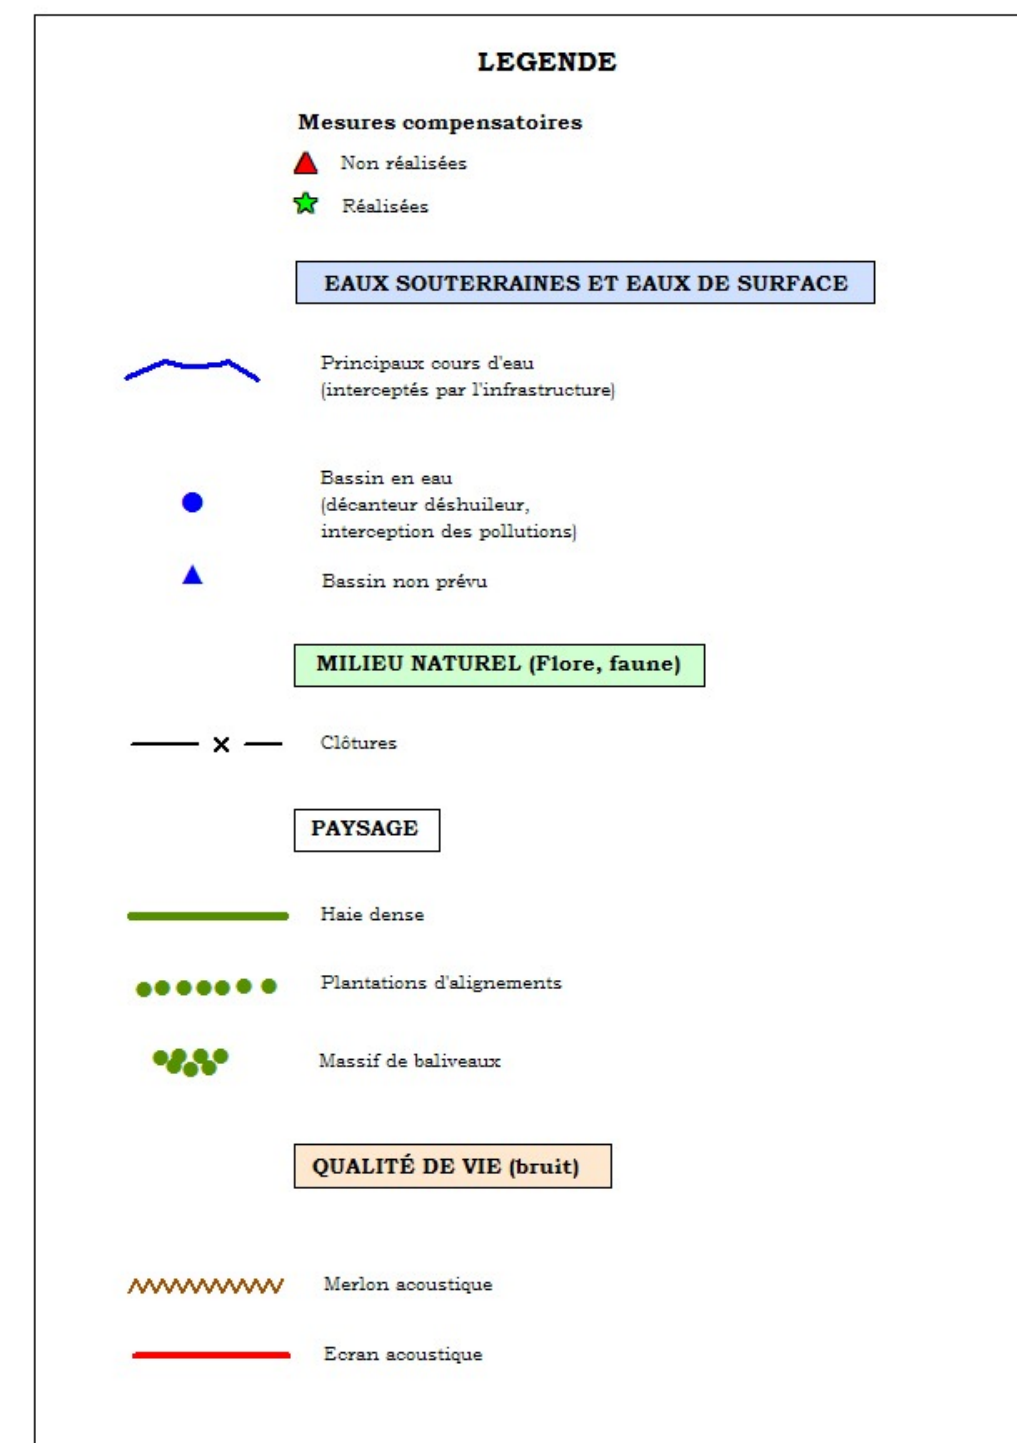 LEGENDE
Mesures compensatoires
Non réalisées
Réalisées
EAUX SOUTERRAINES ET EAUX DE SURFACE
Principaux cours d'eau
(interceptés par l'infrastructure)
Bassin en eau
(décanteur déshuileur,
interception des pollutions)
Bassin non prévu
MILIEU NATUREL (Flore, faune)
Clôtures
PAYSAGE
Haie dense
Plantations d'alignements
Massif de baliveaux
QUALITÉ DE VIE (bruit)
Merlon acoustique
Ecran acoustique